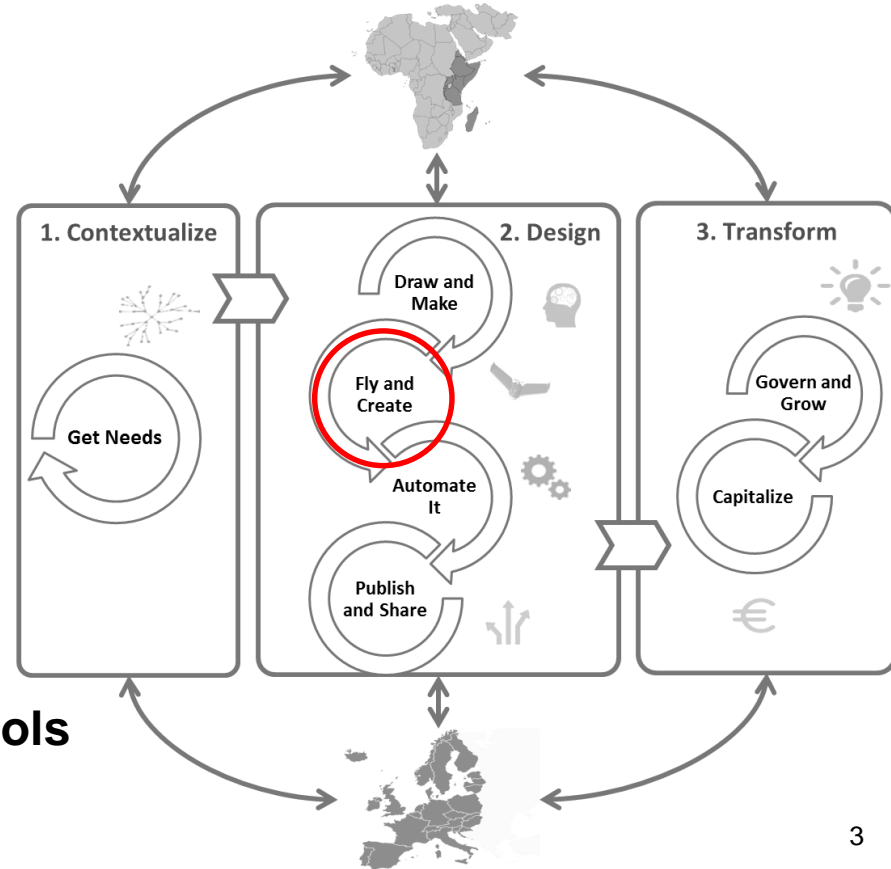 1. Contextualize
Get Needs
2. Design
Draw and
Make
Fly and
Create
Automate
It
Publish
and Share
3. Transform
Govern and
Grow
Capitalize
€
ols
3